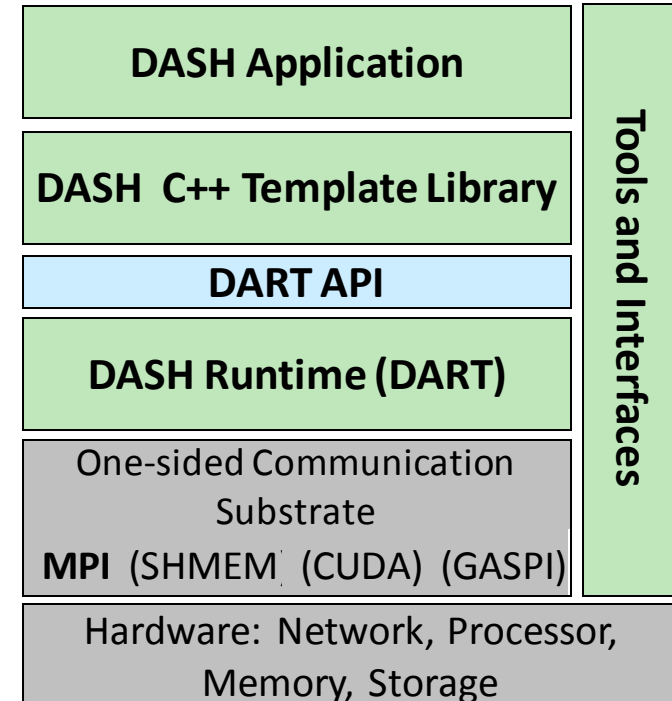 DASH Application
DASH C++ Template Library
DART API
DASH Runtime (DART)
One-sided Communication
Substrate
MPI (SHMEM) (CUDA) (GASPI)
Hardware: Network, Processor,
Memory, Storage
Tools and Interfaces